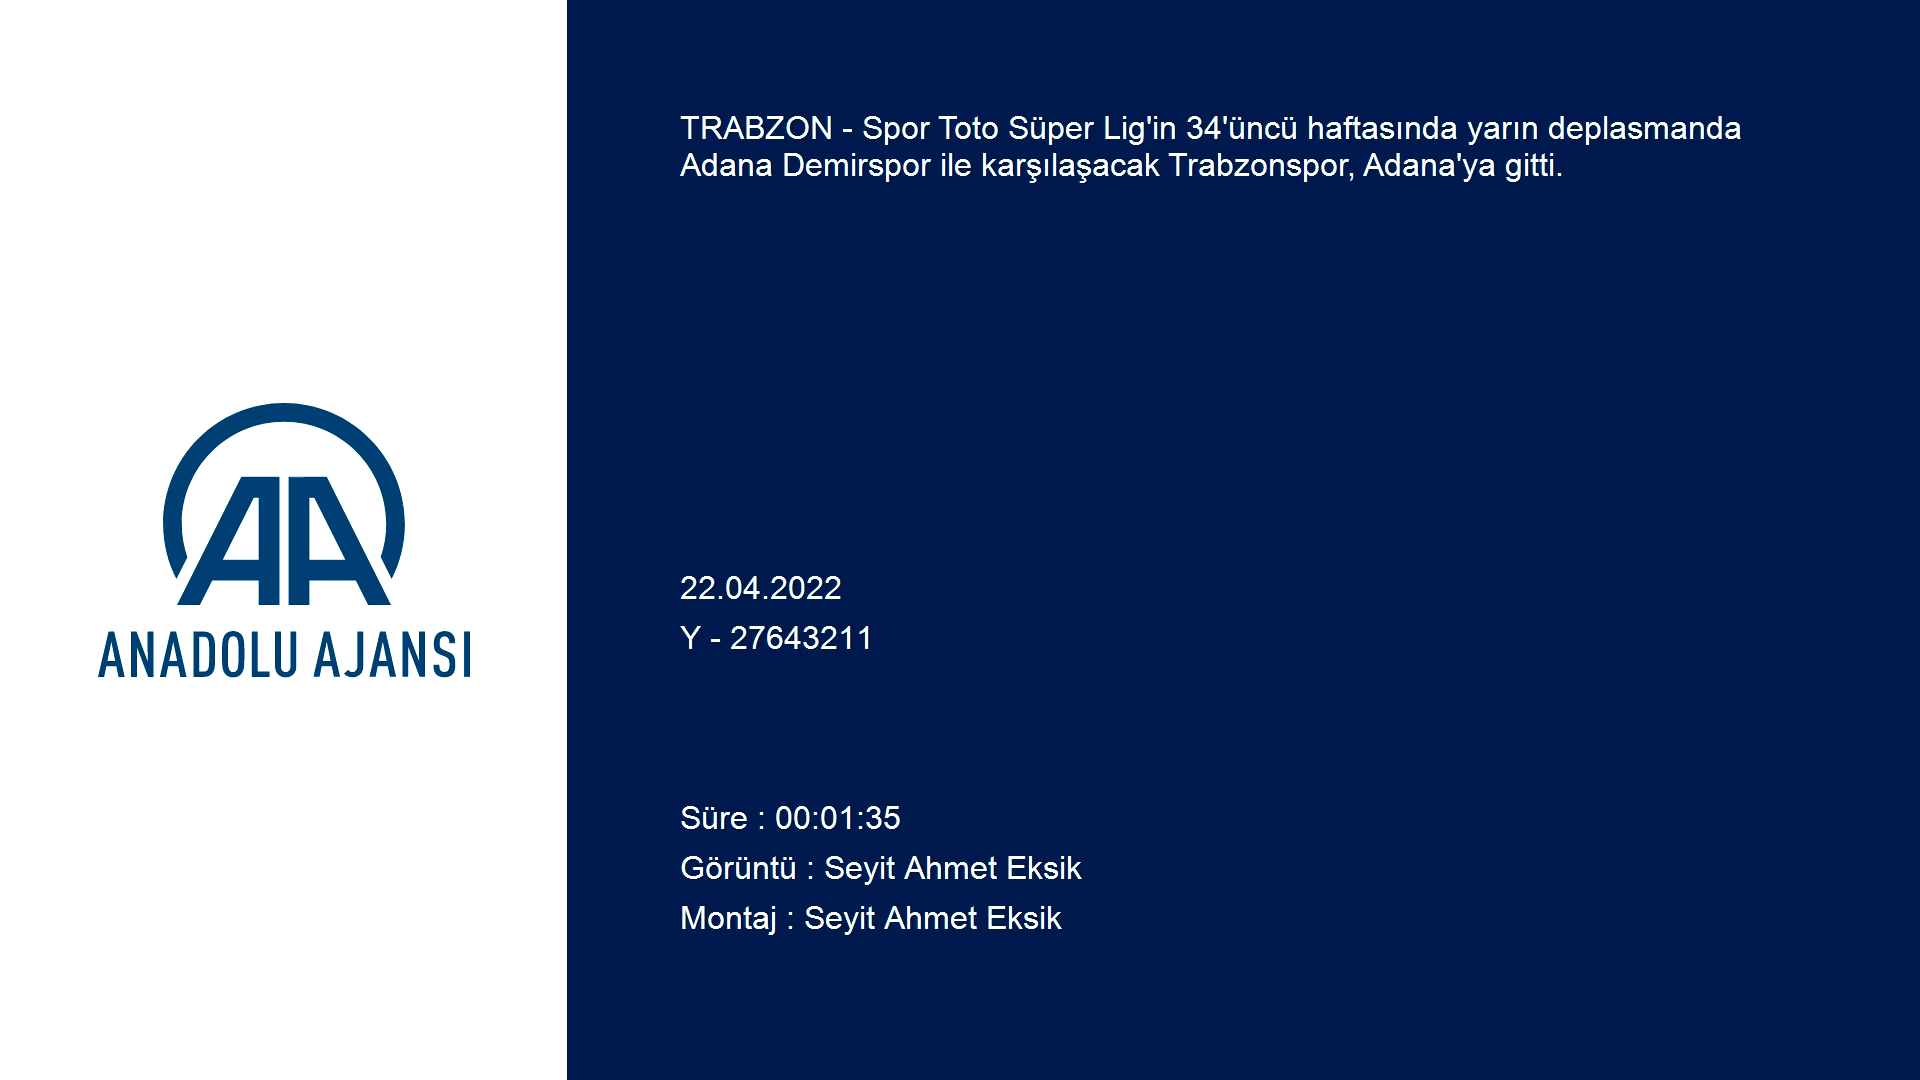 TRABZON - Spor Toto Süper Lig'in 34'üncü haftasında yarın deplasmanda
Adana Demirspor ile karşılaşacak Trabzonspor, Adana'ya gitti.
AA
ANADOLU AJANSI
22.04.2022
Y - 27643211
Süre : 00:01:35
Görüntü : Seyit Ahmet Eksik
Montaj : Seyit Ahmet Eksik